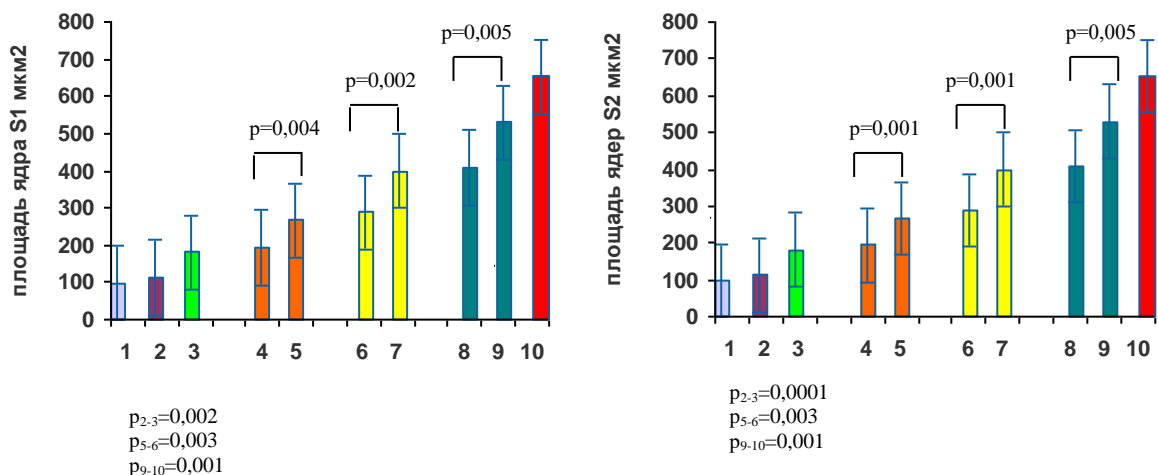 площадь ядра S1 мкм2
800
700
600
500
400
300
200
100
0
p=0,004
p=0,002
p=0,005
1 2 3 4 5 6 7 8 9 10
p2-3=0,002
p5-6=0,003
p9-10=0,001
площадь ядер S2 мкм2
800
700
600
500
400
300
200
100
0
p=0,001
p=0,001
p=0,005
1 2 3 4 5 6 7 8 9 10
p2-3=0,0001
p5-6=0,003
p9-10=0,001